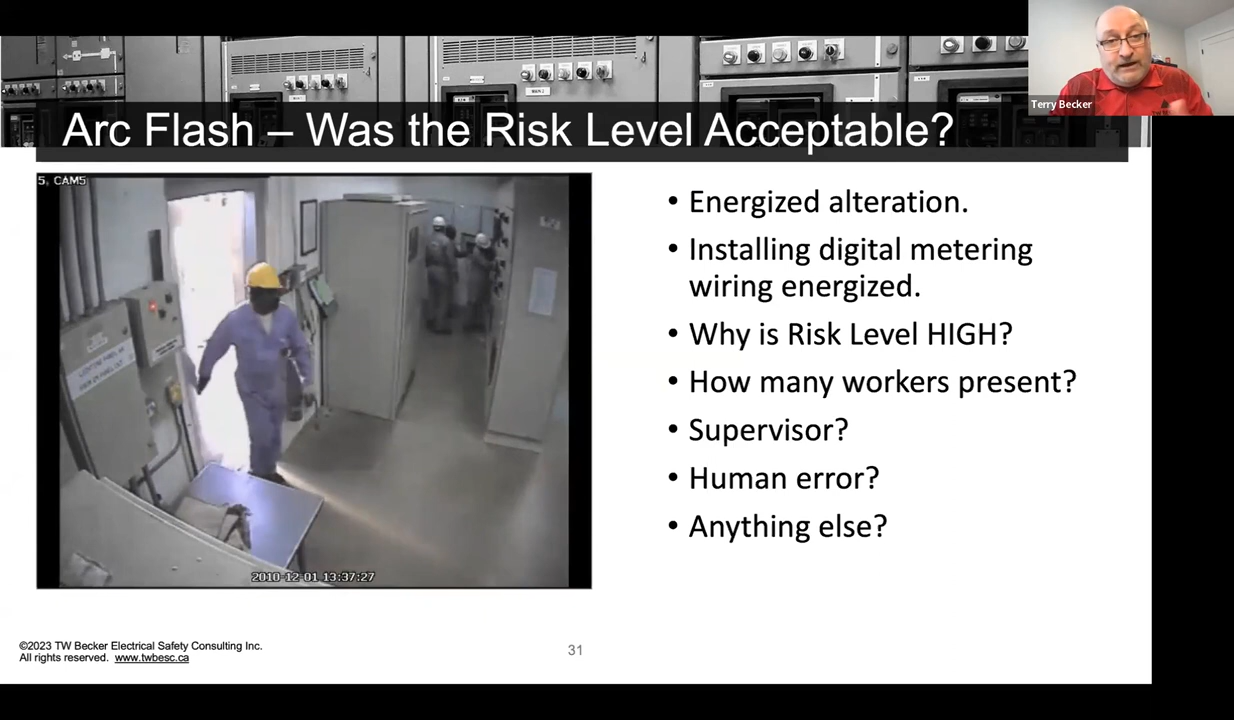 Terry Becker
Arc Flash – Was the Risk Level Acceptable?
5, CAM5
• Energized alteration.
• Installing digital metering
wiring energized.
• Why is Risk Level HIGH?
• How many workers present?
• Supervisor?
• Human error?
• Anything else?
2010-12-01 13:37:27
©2023 TW Becker Electrical Safety Consulting Inc.
All rights reserved. www.twbesc.ca
31